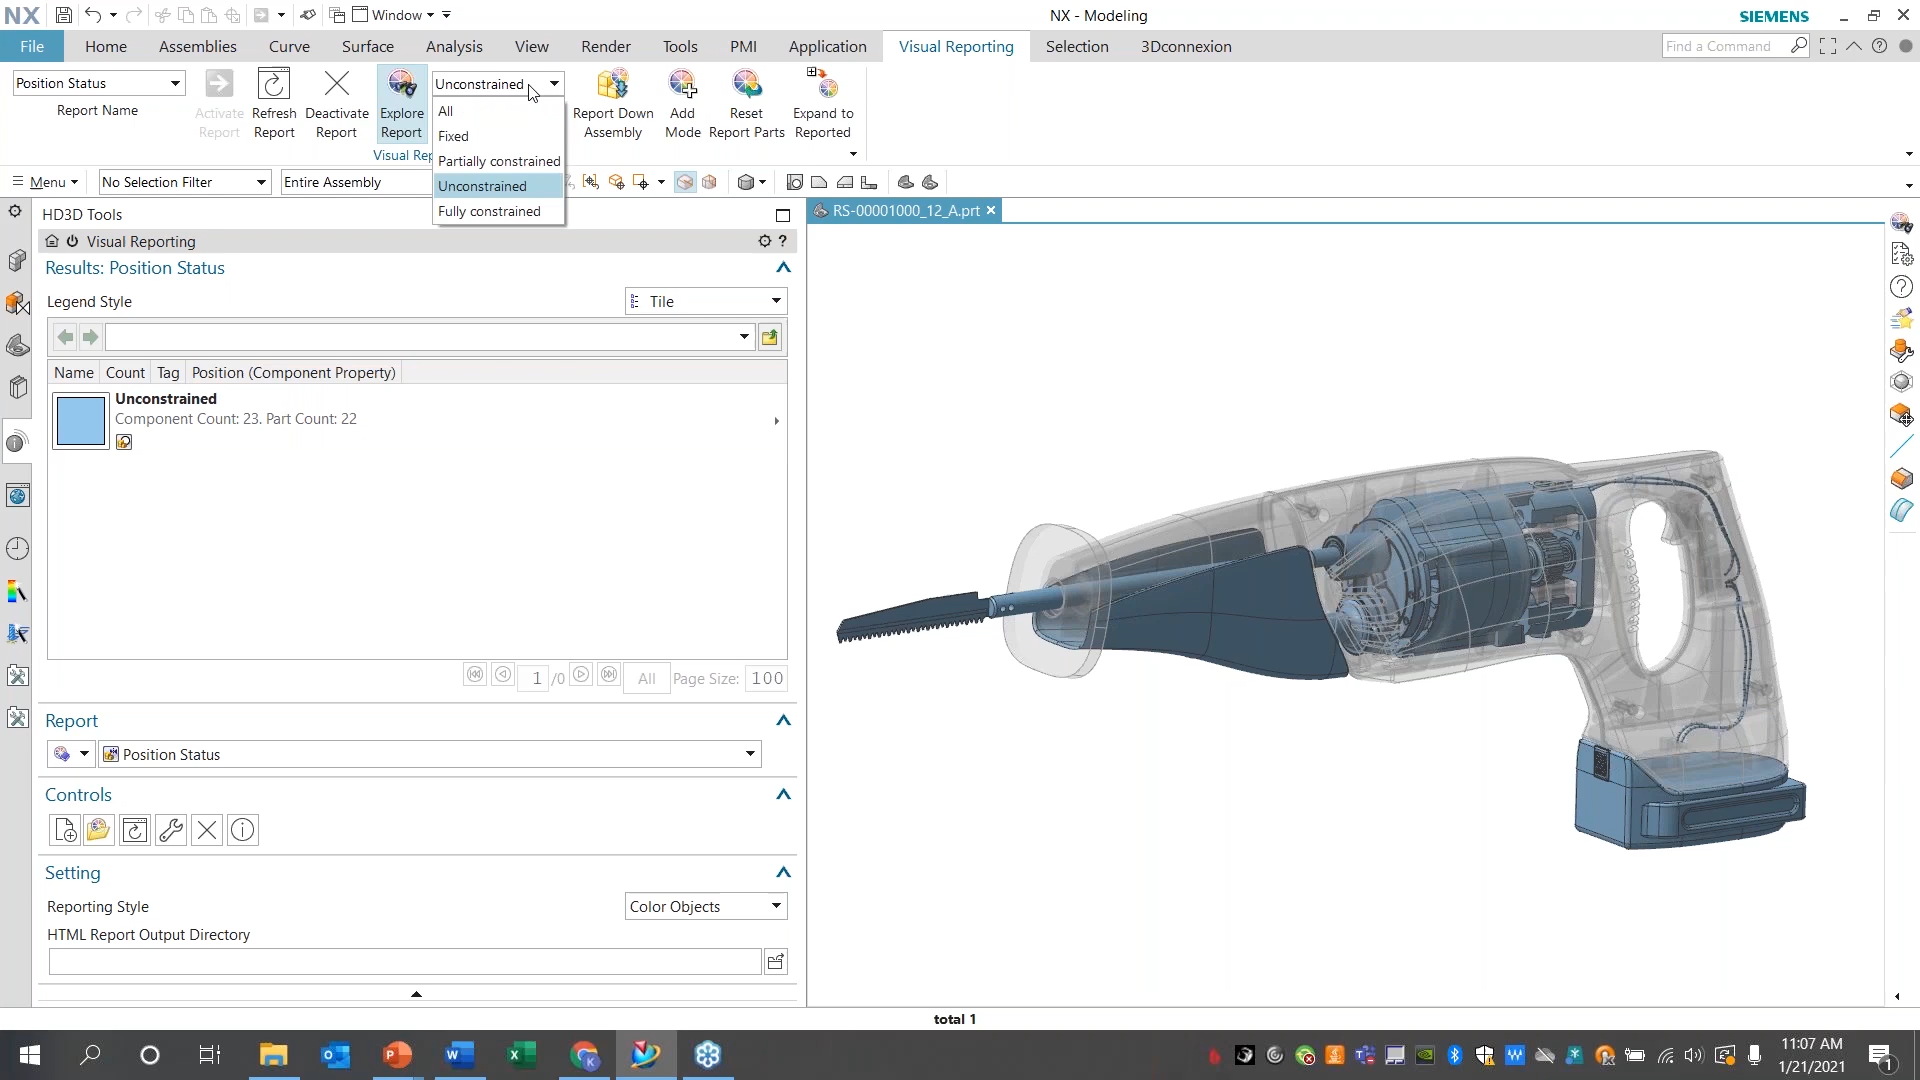 NX
Window
NX - Modeling
SIEMENS
File
Home
Assemblies
Curve
Surface
Analysis
View
Render
Tools
PMI
Application
Visual Reporting
Selection
3Dconnexion
Find a Command
Position Status
Report Name
Activate
Report
Refresh
Report
Deactivate
Report
Explore
Report
Visual Rep
Unconstrained
All
Fixed
Partially constrained
Unconstrained
Fully constrained
Report Down
Assembly
Add
Mode
Reset
Report Parts
Expand to
Reported
Menu
No Selection Filter
Entire Assembly
HD3D Tools
RS-00001000_12_A.prt
Visual Reporting
Results: Position Status
Legend Style
Tile
Name
Count
Tag
Position (Component Property)
Unconstrained
Component Count: 23. Part Count: 22
1
/0
All
Page Size:
100
Report
Position Status
Controls
Setting
Reporting Style
Color Objects
HTML Report Output Directory
total 1
11:07 AM
1/21/2021
1